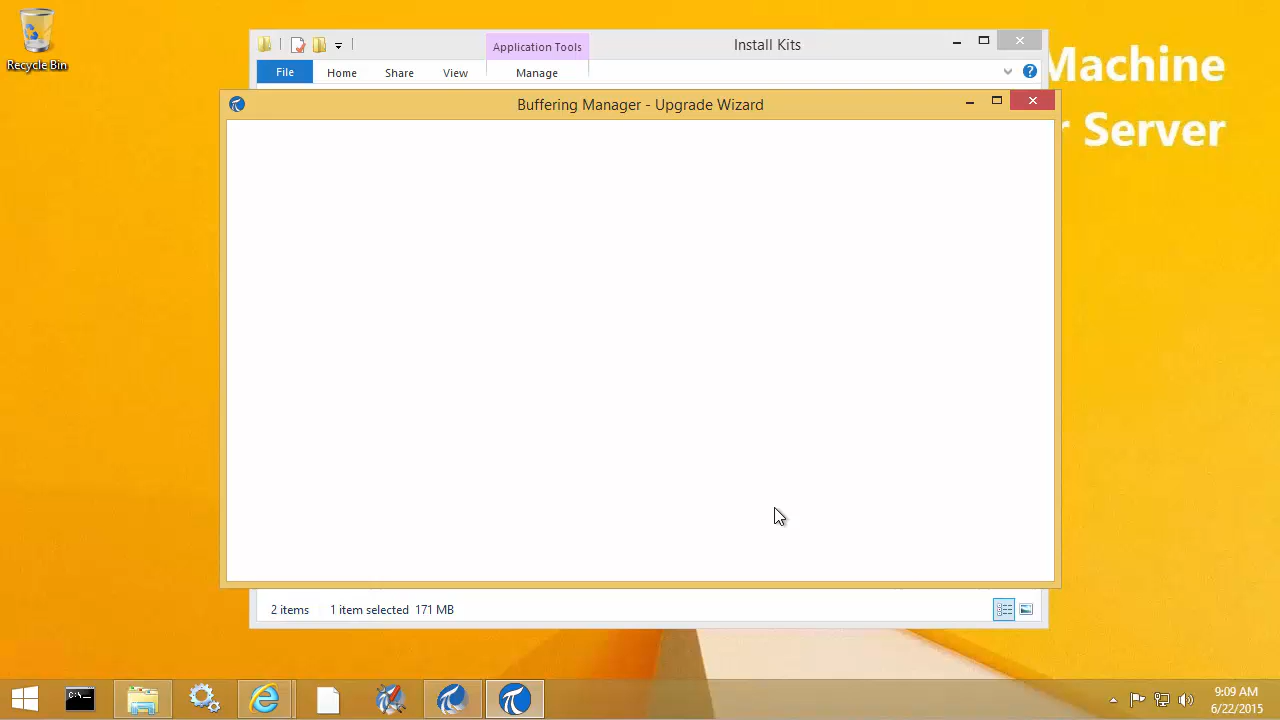 Recycle Bin
Application Tools
Install Kits
File
Home
Share
View
Manage
Machine
Server
Buffering Manager - Upgrade Wizard
2 items
1 item selected 171 MB
C:\_
9:09 AM
6/22/2015